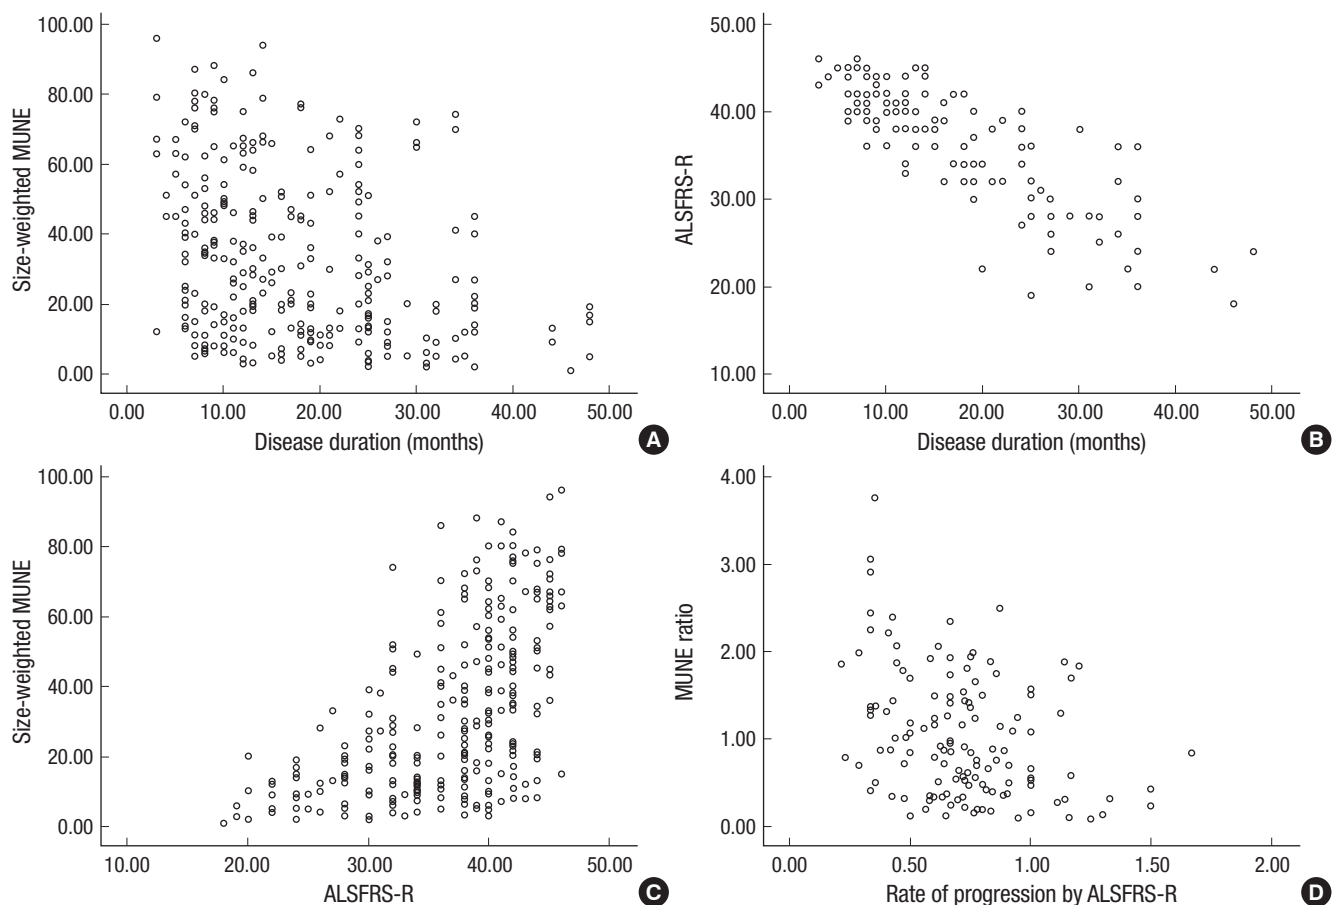 100.00
80.00
60.00
40.00
20.00
0.00
Size-weighted MUNE
0.00 10.00 20.00 30.00 40.00 50.00
Disease duration (months)
A
50.00
40.00
30.00
20.00
10.00
ALSFRS-R
0.00 10.00 20.00 30.00 40.00 50.00
Disease duration (months)
B
100.00
80.00
60.00
40.00
20.00
0.00
Size-weighted MUNE
10.00 20.00 30.00 40.00 50.00
ALSFRS-R
C
4.00
3.00
2.00
1.00
0.00
MUNE ratio
0.00 0.50 1.00 1.50 2.00
Rate of progression by ALSFRS-R
D